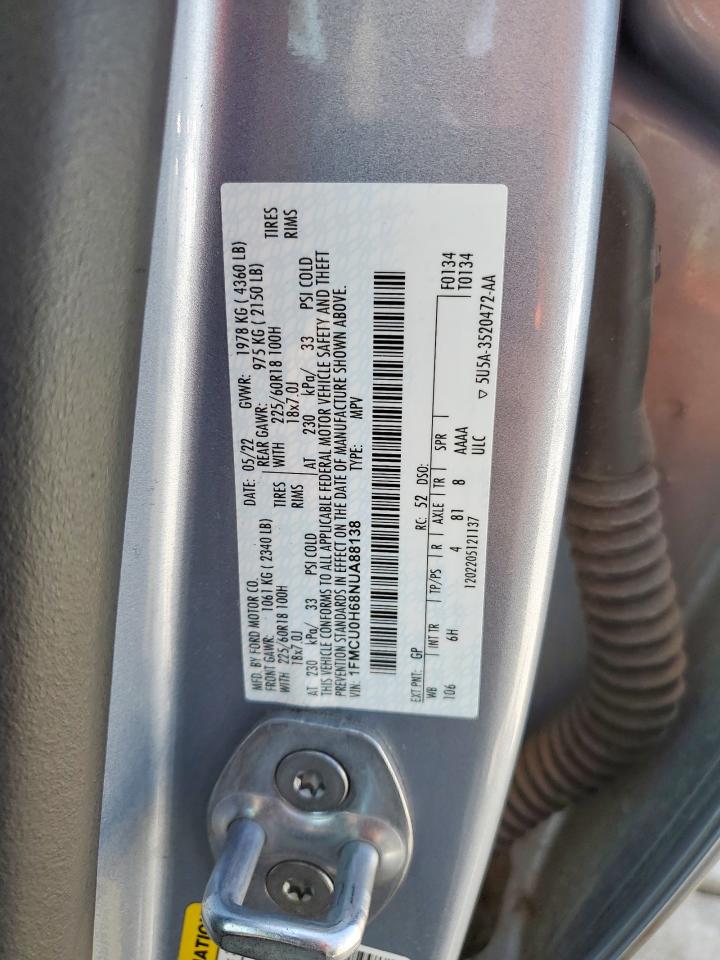 MFD. BY FORD MOTOR CO. DATE: 05/22 GVWR: 1978 KG ( 4360 LB)
FRONT GAWR: 1061 KG ( 2340 LB) REAR GAWR: 975 KG ( 2150 LB)
WITH 225/60R18 100H TIRES WITH 225/60R18 100H TIRES
18x7.0J RIMS 18x7.0J RIMS
AT 230 kPa/ 33 PSI COLD AT 230 kPa/ 33 PSI COLD
THIS VEHICLE CONFORMS TO ALL APPLICABLE FEDERAL MOTOR VEHICLE SAFETY AND THEFT
PREVENTION STANDARDS IN EFFECT ON THE DATE OF MANUFACTURE SHOWN ABOVE.
VIN: 1FMCU0H68NUA88138 TYPE: MPV
EXT PNT: GP RC: 52 DSO: F0134
WB INT TR TP/PS R AXLE TR SPR T0134
106 6H 4 81 8 AAAA
1202205121137 ULC ▽ 5U5A-3520472-AA